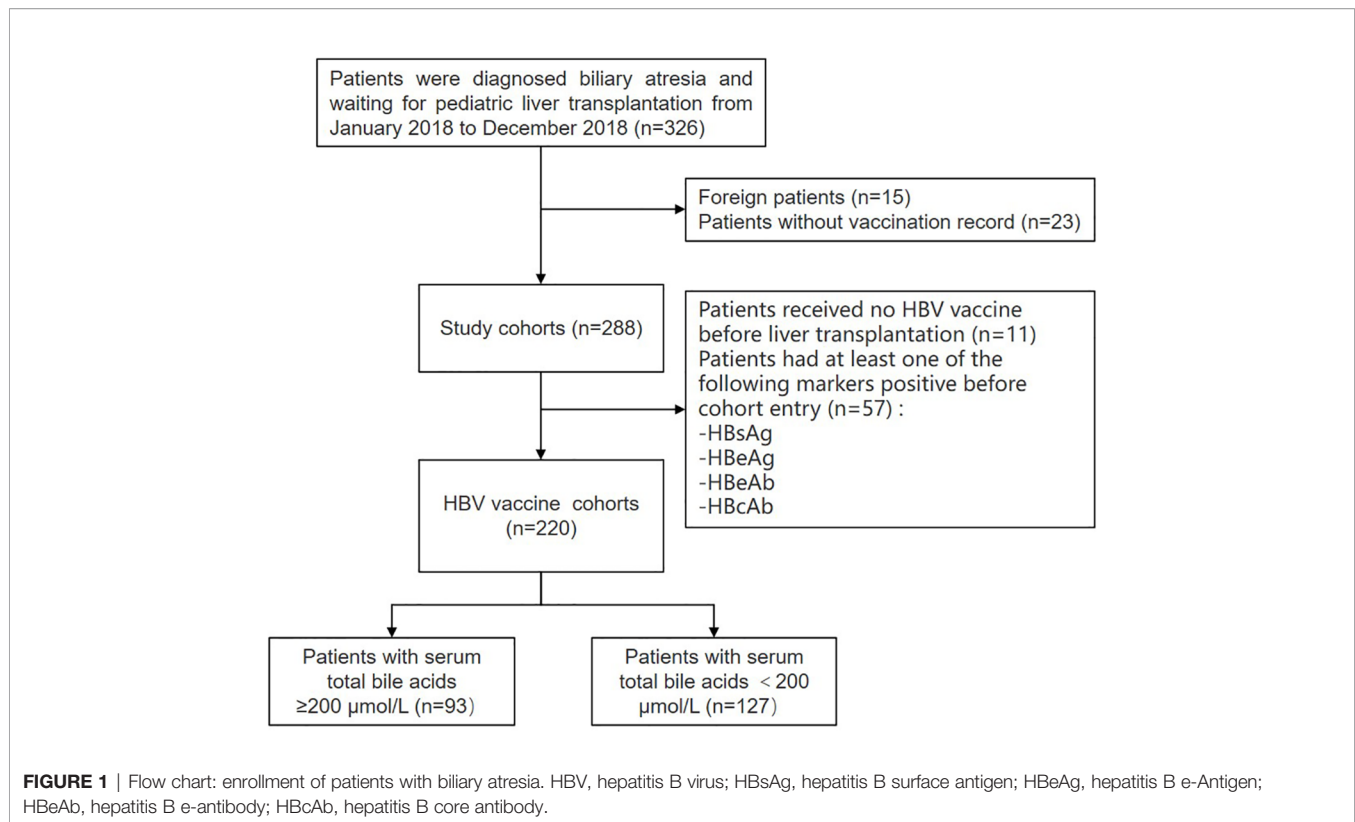 Patients were diagnosed biliary atresia and
waiting for pediatric liver transplantation from
January 2018 to December 2018 (n=326)
Foreign patients (n=15)
Patients without vaccination record (n=23)
Study cohorts (n=288)
Patients received no HBV vaccine
before liver transplantation (n=11)
Patients had at least one of the
following markers positive before
cohort entry (n=57) :
-HBsAg
-HBeAg
-HBeAb
-HBcAb
HBV vaccine cohorts
(n=220)
Patients with serum
total bile acids
≥200 μmol/L (n=93)
Patients with serum
total bile acids < 200
μmol/L (n=127)
FIGURE 1 | Flow chart: enrollment of patients with biliary atresia. HBV, hepatitis B virus; HBsAg, hepatitis B surface antigen; HBeAg, hepatitis B e-Antigen;
HBeAb, hepatitis B e-antibody; HBcAb, hepatitis B core antibody.